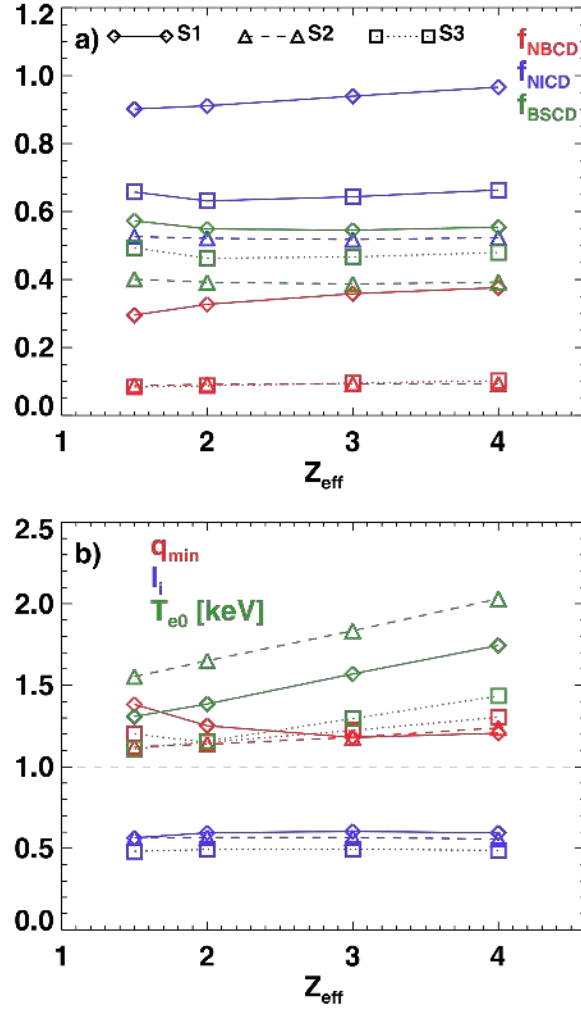 a) S1 S2 S3
f_NBCD
f_NICD
f_BSCD
1.2
1.0
0.8
0.6
0.4
0.2
0.0
1 2 3 4
Z_eff
b)
q_min
l_i
T_e0 [keV]
2.5
2.0
1.5
1.0
0.5
0.0
1 2 3 4
Z_eff